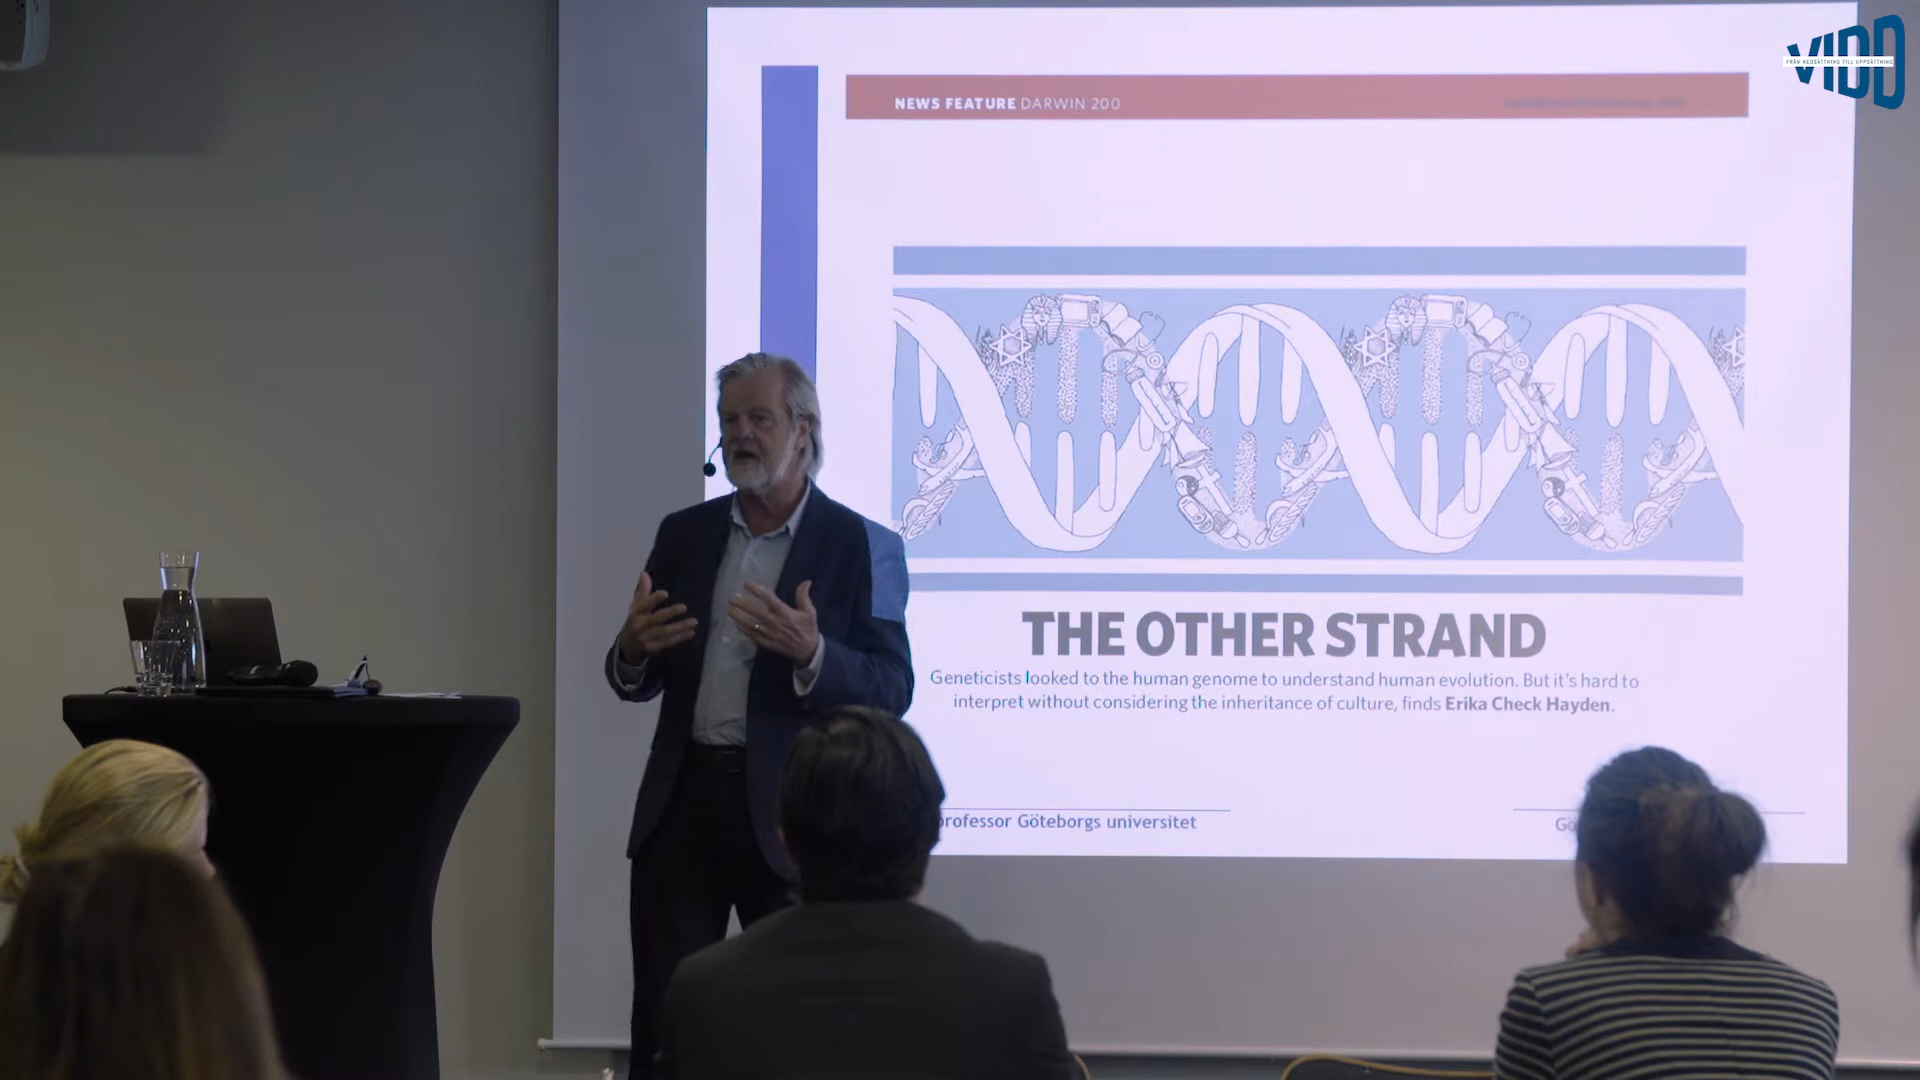 VIDD
FRÅN NEDSÄTTNING TILL UPPSÄTTNING
NEWS FEATURE DARWIN 200
THE OTHER STRAND
Geneticists looked to the human genome to understand human evolution. But it's hard to
interpret without considering the inheritance of culture, finds Erika Check Hayden.
professor Göteborgs universitet